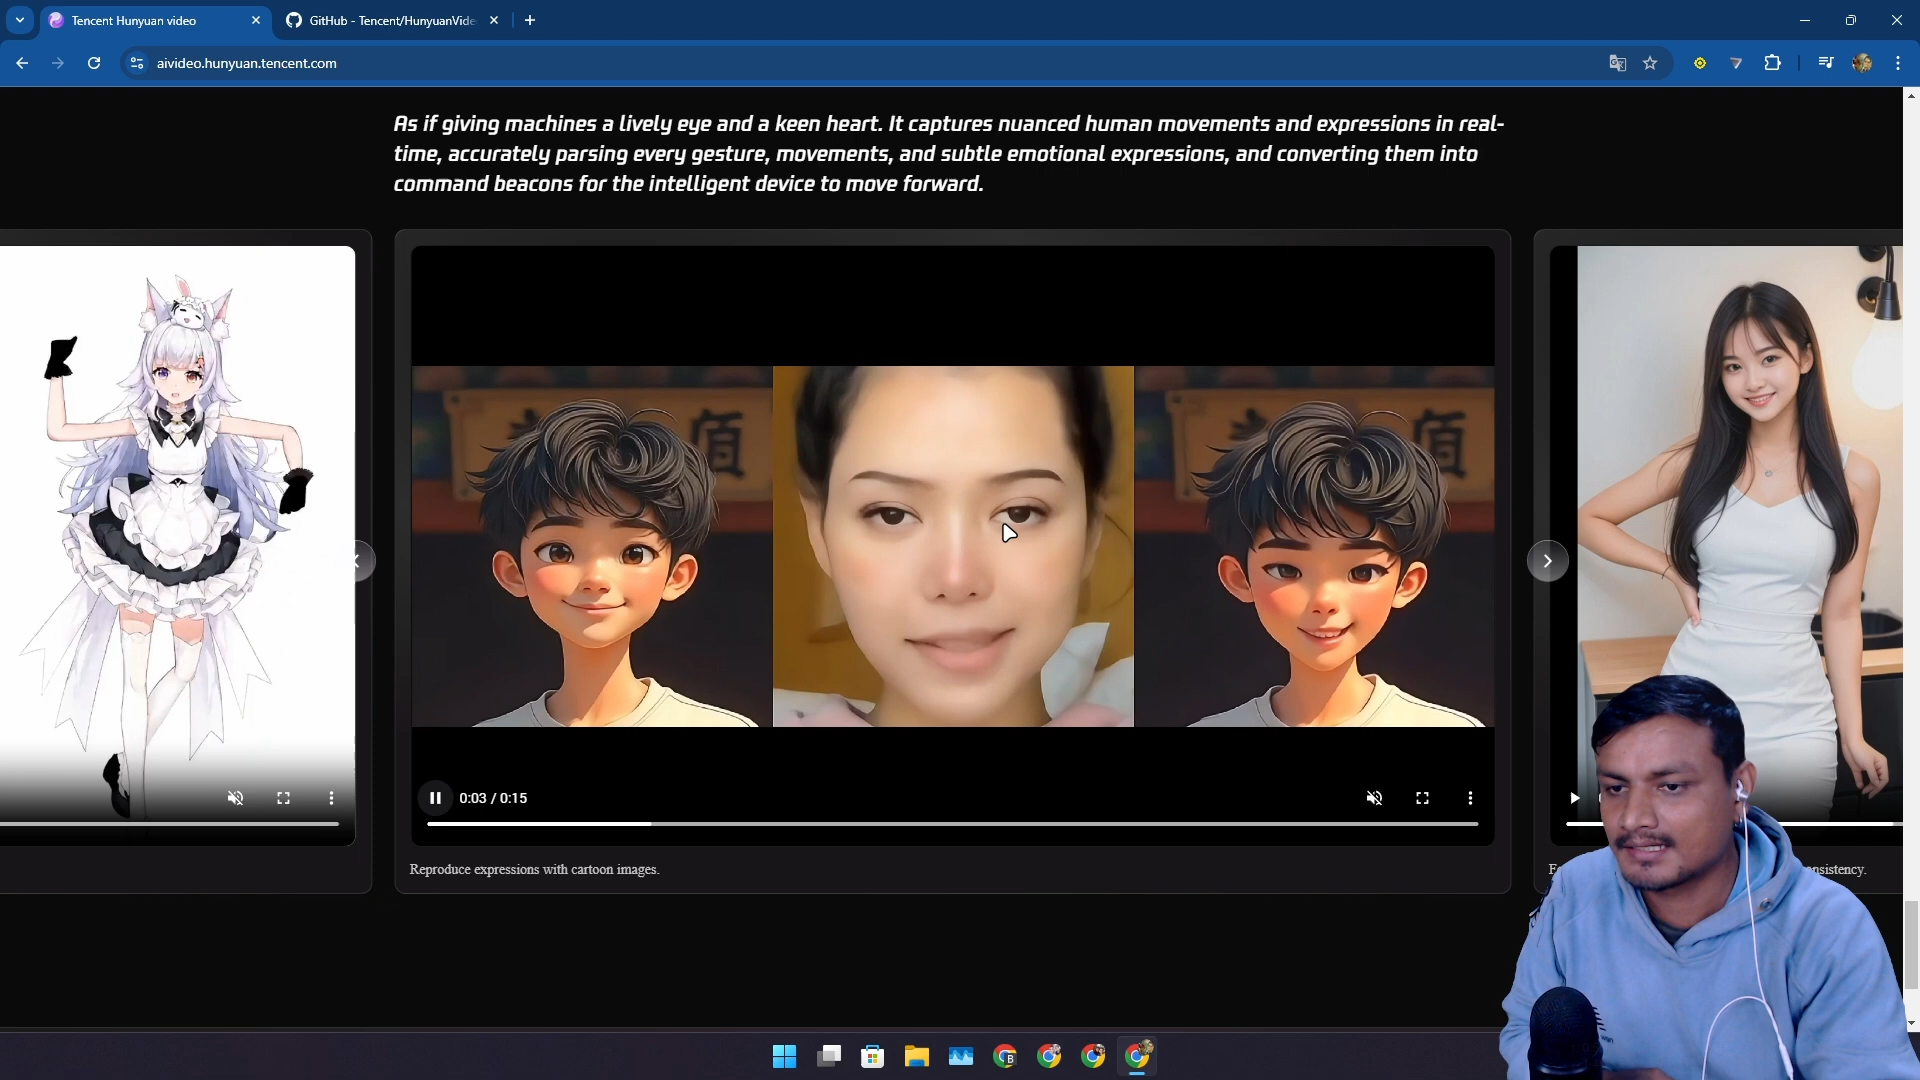 Tencent Hunyuan video
GitHub - Tencent/HunyuanVide
aivideo.hunyuan.tencent.com
As if giving machines a lively eye and a keen heart. It captures nuanced human movements and expressions in real-
time, accurately parsing every gesture, movements, and subtle emotional expressions, and converting them into
command beacons for the intelligent device to move forward.
0:03 / 0:15
Reproduce expressions with cartoon images.